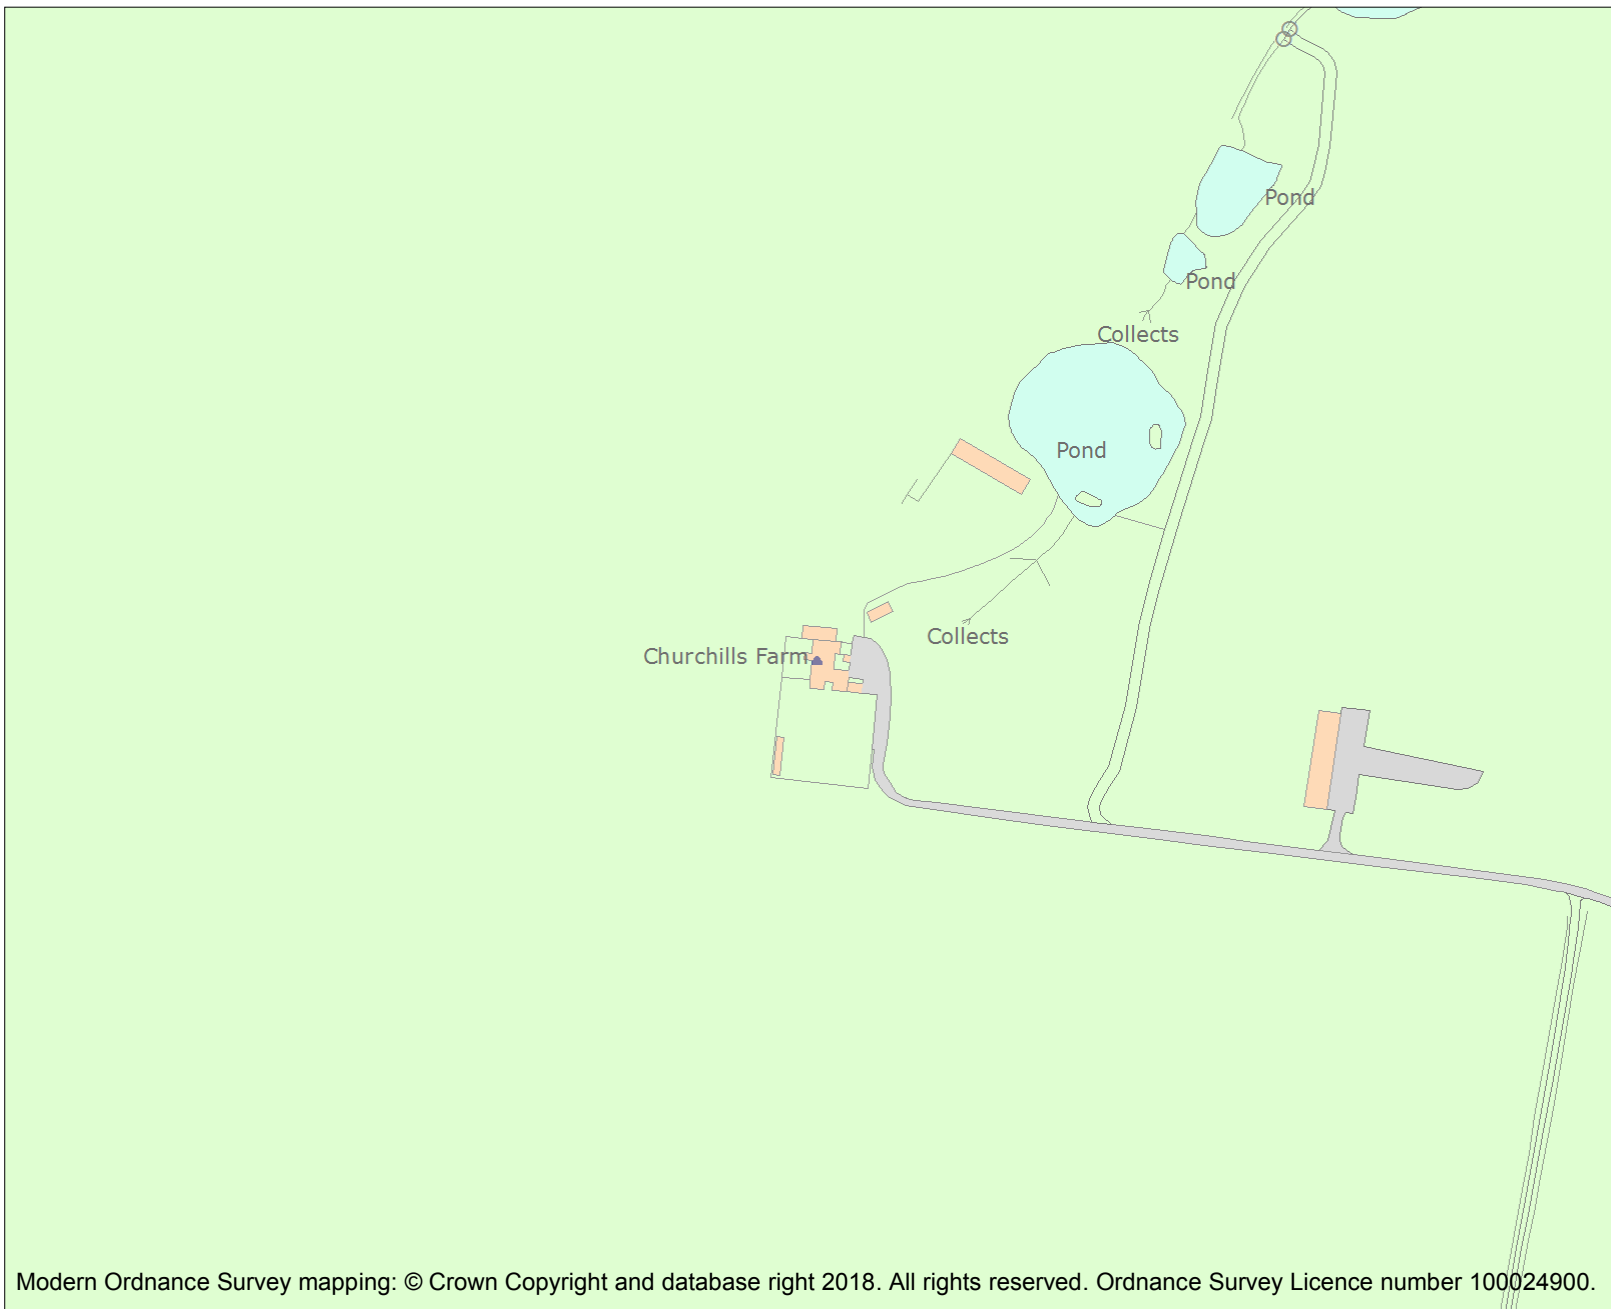 Pond
Pond
Collects
Pond
Collects
Churchills Farm
Modern Ordnance Survey mapping: © Crown Copyright and database right 2018. All rights reserved. Ordnance Survey Licence number 100024900.